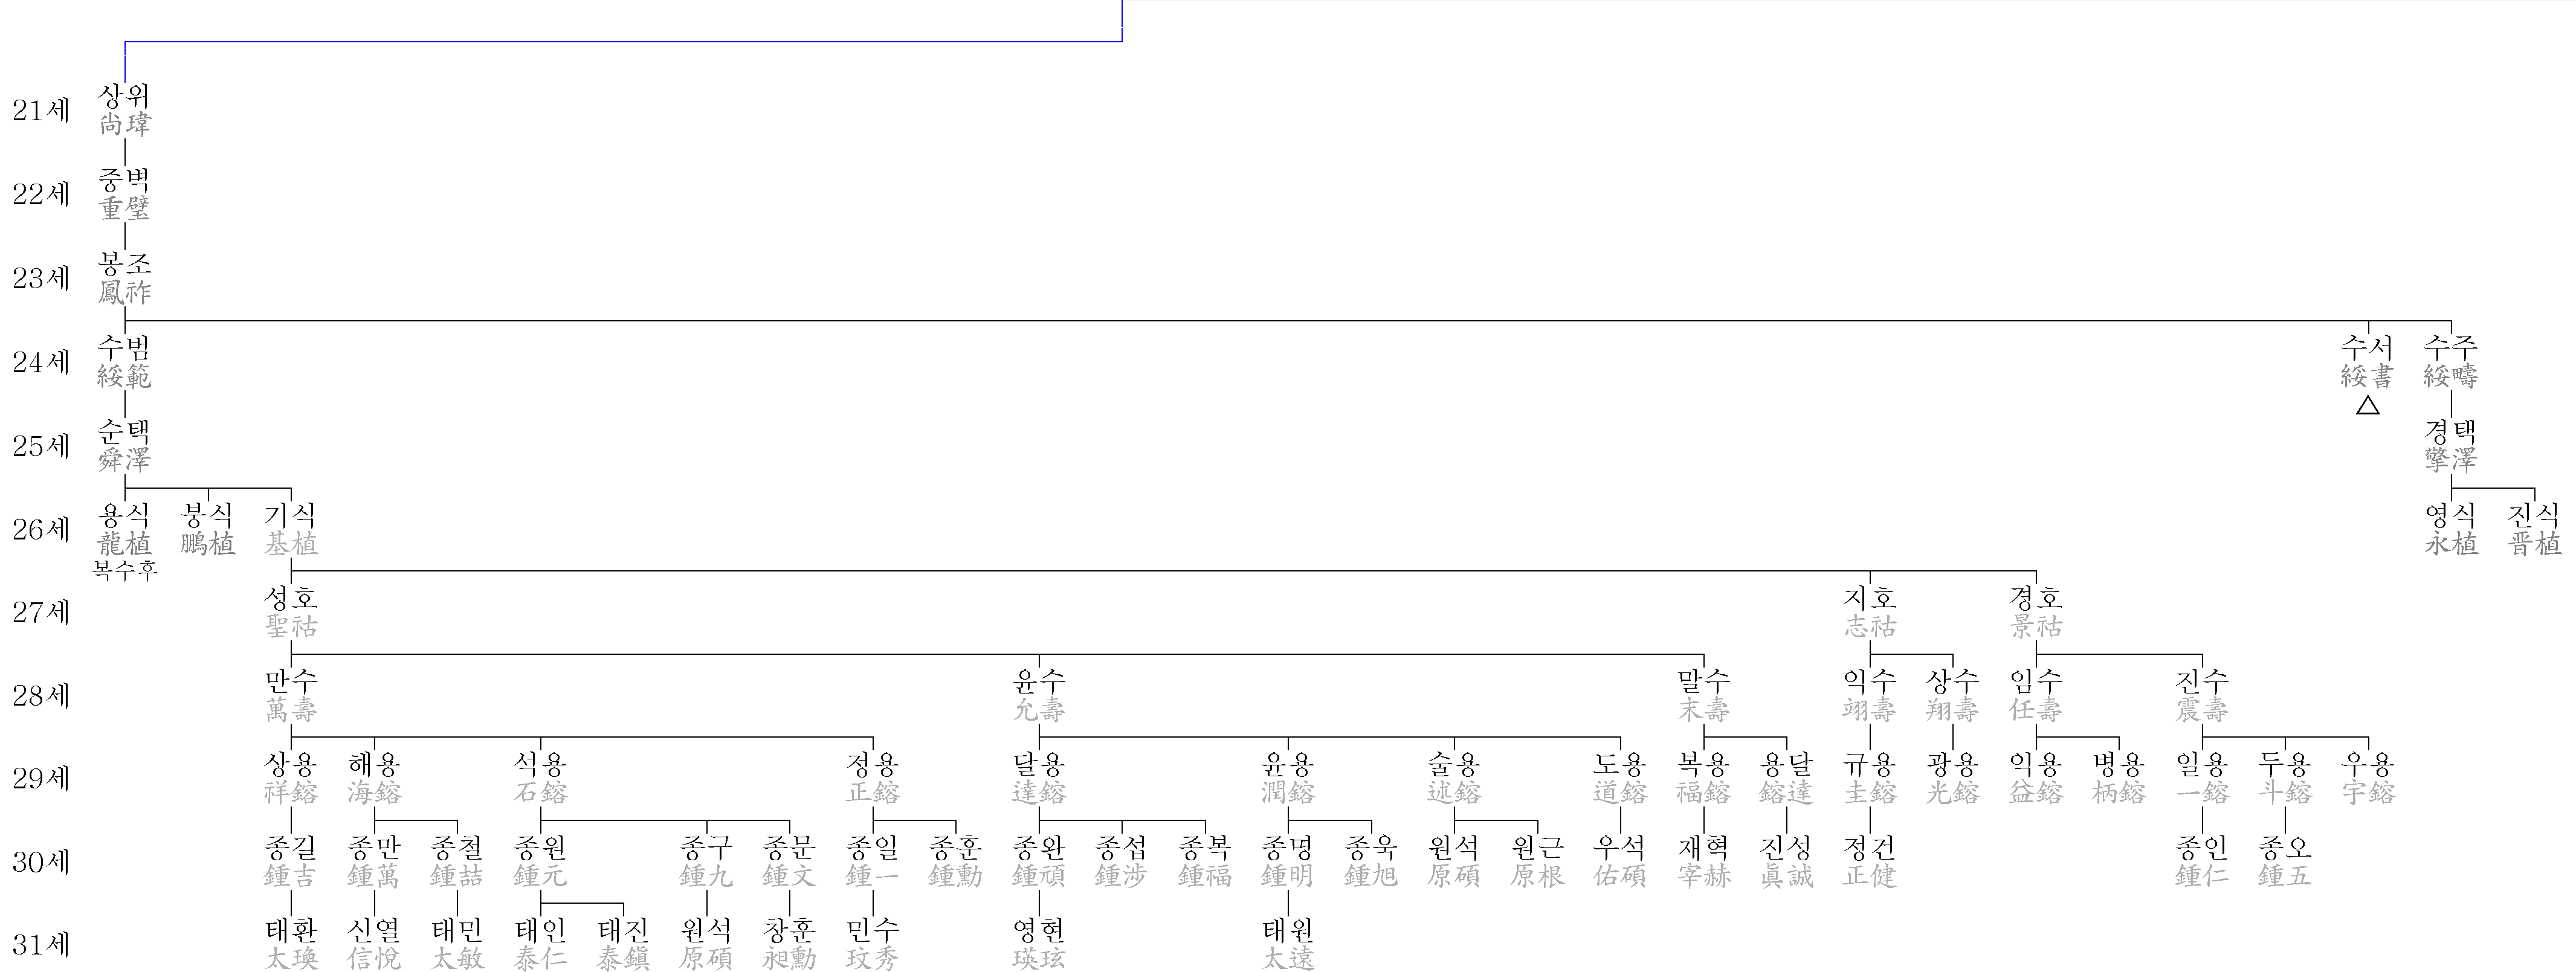 21세 상위
尙瑋
22세 중벽
重璧
23세 봉조
鳳祚
24세 수범 수서 수주
綏範 綏書 綏疇
△
25세 순택 경택
舜澤 擎澤
26세 용식 붕식 기식 영식 진식
龍植 鵬植 基植 永植 晋植
복수후
27세 성호 지호 경호
聖祜 志祜 景祜
28세 만수 윤수 말수 익수 상수 임수 진수
萬壽 允壽 末壽 翊壽 翔壽 任壽 震壽
29세 상용 해용 석용 정용 달용 윤용 술용 도용 복용 용달 규용 광용 익용 병용 일용 두용 우용
祥鎔 海鎔 石鎔 正鎔 達鎔 潤鎔 述鎔 道鎔 福鎔 鎔達 圭鎔 光鎔 益鎔 柄鎔 一鎔 斗鎔 宇鎔
30세 종길 종만 종철 종원 종구 종문 종일 종훈 종완 종섭 종복 종명 종욱 원석 원근 우석 재혁 진성 정건 종인 종오
鍾吉 鍾萬 鍾喆 鍾元 鍾九 鍾文 鍾一 鍾勳 鍾頑 鍾涉 鍾福 鍾明 鍾旭 原碩 原根 佑碩 宰赫 眞誠 正健 鍾仁 鍾五
31세 태환 신열 태민 태인 태진 원석 창훈 민수 영현 태원
太瑍 信悅 太敏 泰仁 泰鎭 原碩 昶勳 玟秀 瑛玹 太遠